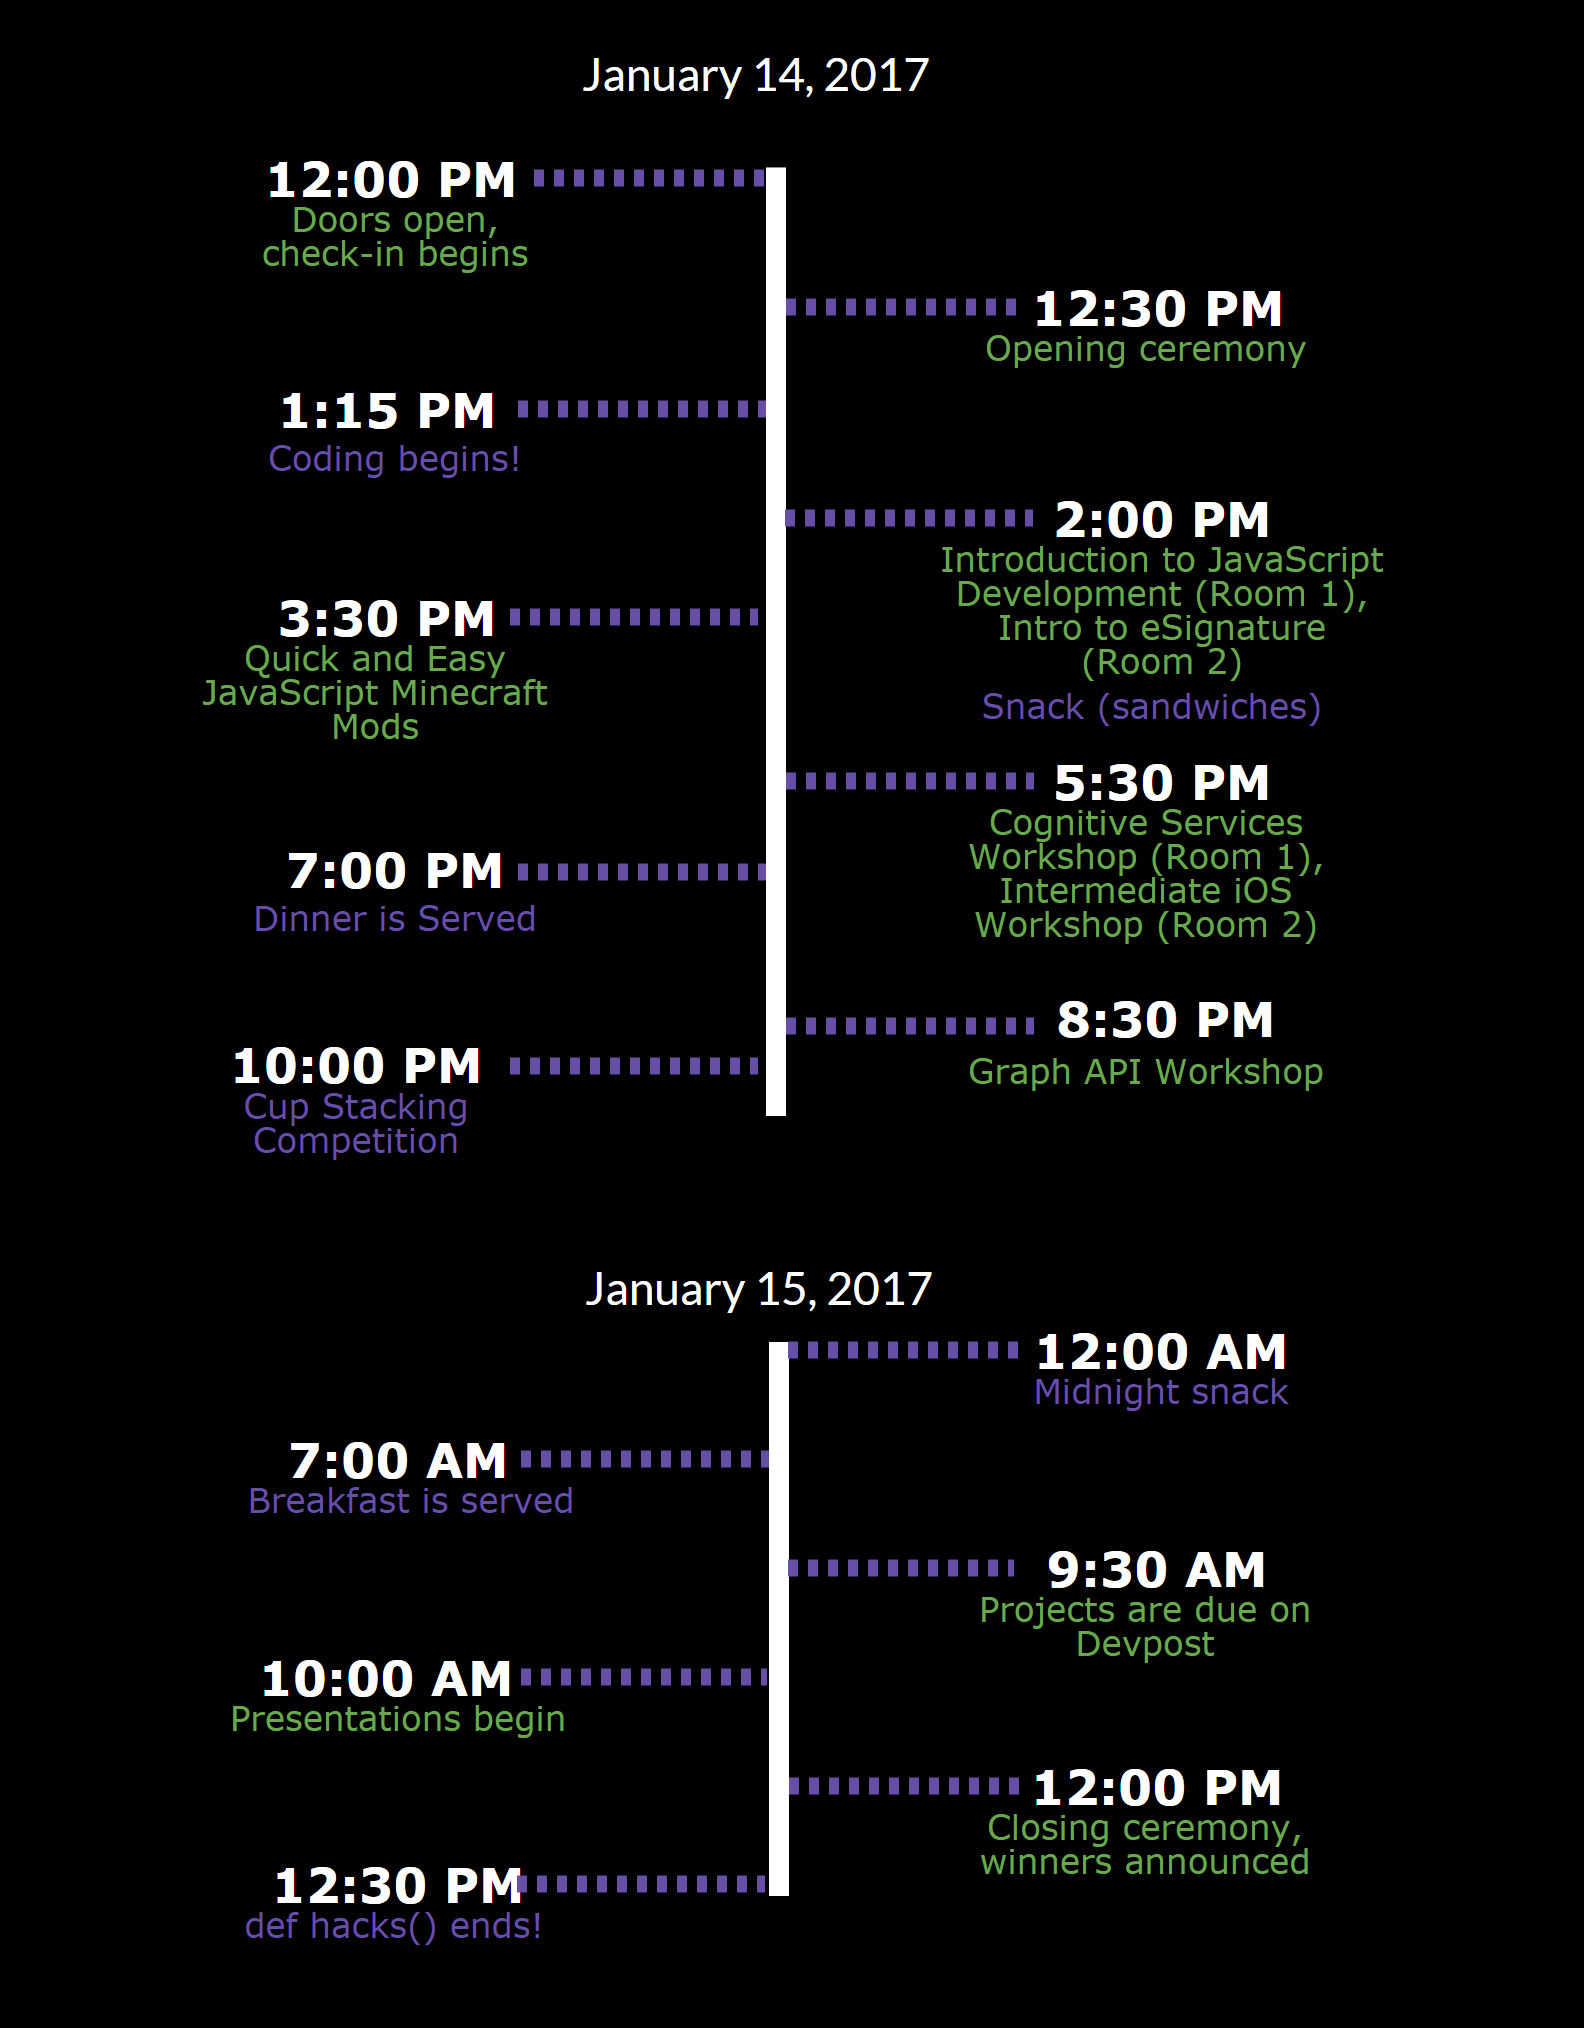 January 14, 2017
12:00 PM
Doors open,
check-in begins
12:30 PM
Opening ceremony
1:15 PM
Coding begins!
2:00 PM
Introduction to JavaScript
Development (Room 1),
Intro to eSignature
(Room 2)
Snack (sandwiches)
3:30 PM
Quick and Easy
JavaScript Minecraft
Mods
5:30 PM
Cognitive Services
Workshop (Room 1),
Intermediate iOS
Workshop (Room 2)
7:00 PM
Dinner is Served
8:30 PM
Graph API Workshop
10:00 PM
Cup Stacking
Competition
January 15, 2017
12:00 AM
Midnight snack
7:00 AM
Breakfast is served
9:30 AM
Projects are due on
Devpost
10:00 AM
Presentations begin
12:00 PM
Closing ceremony,
winners announced
12:30 PM
def hacks() ends!